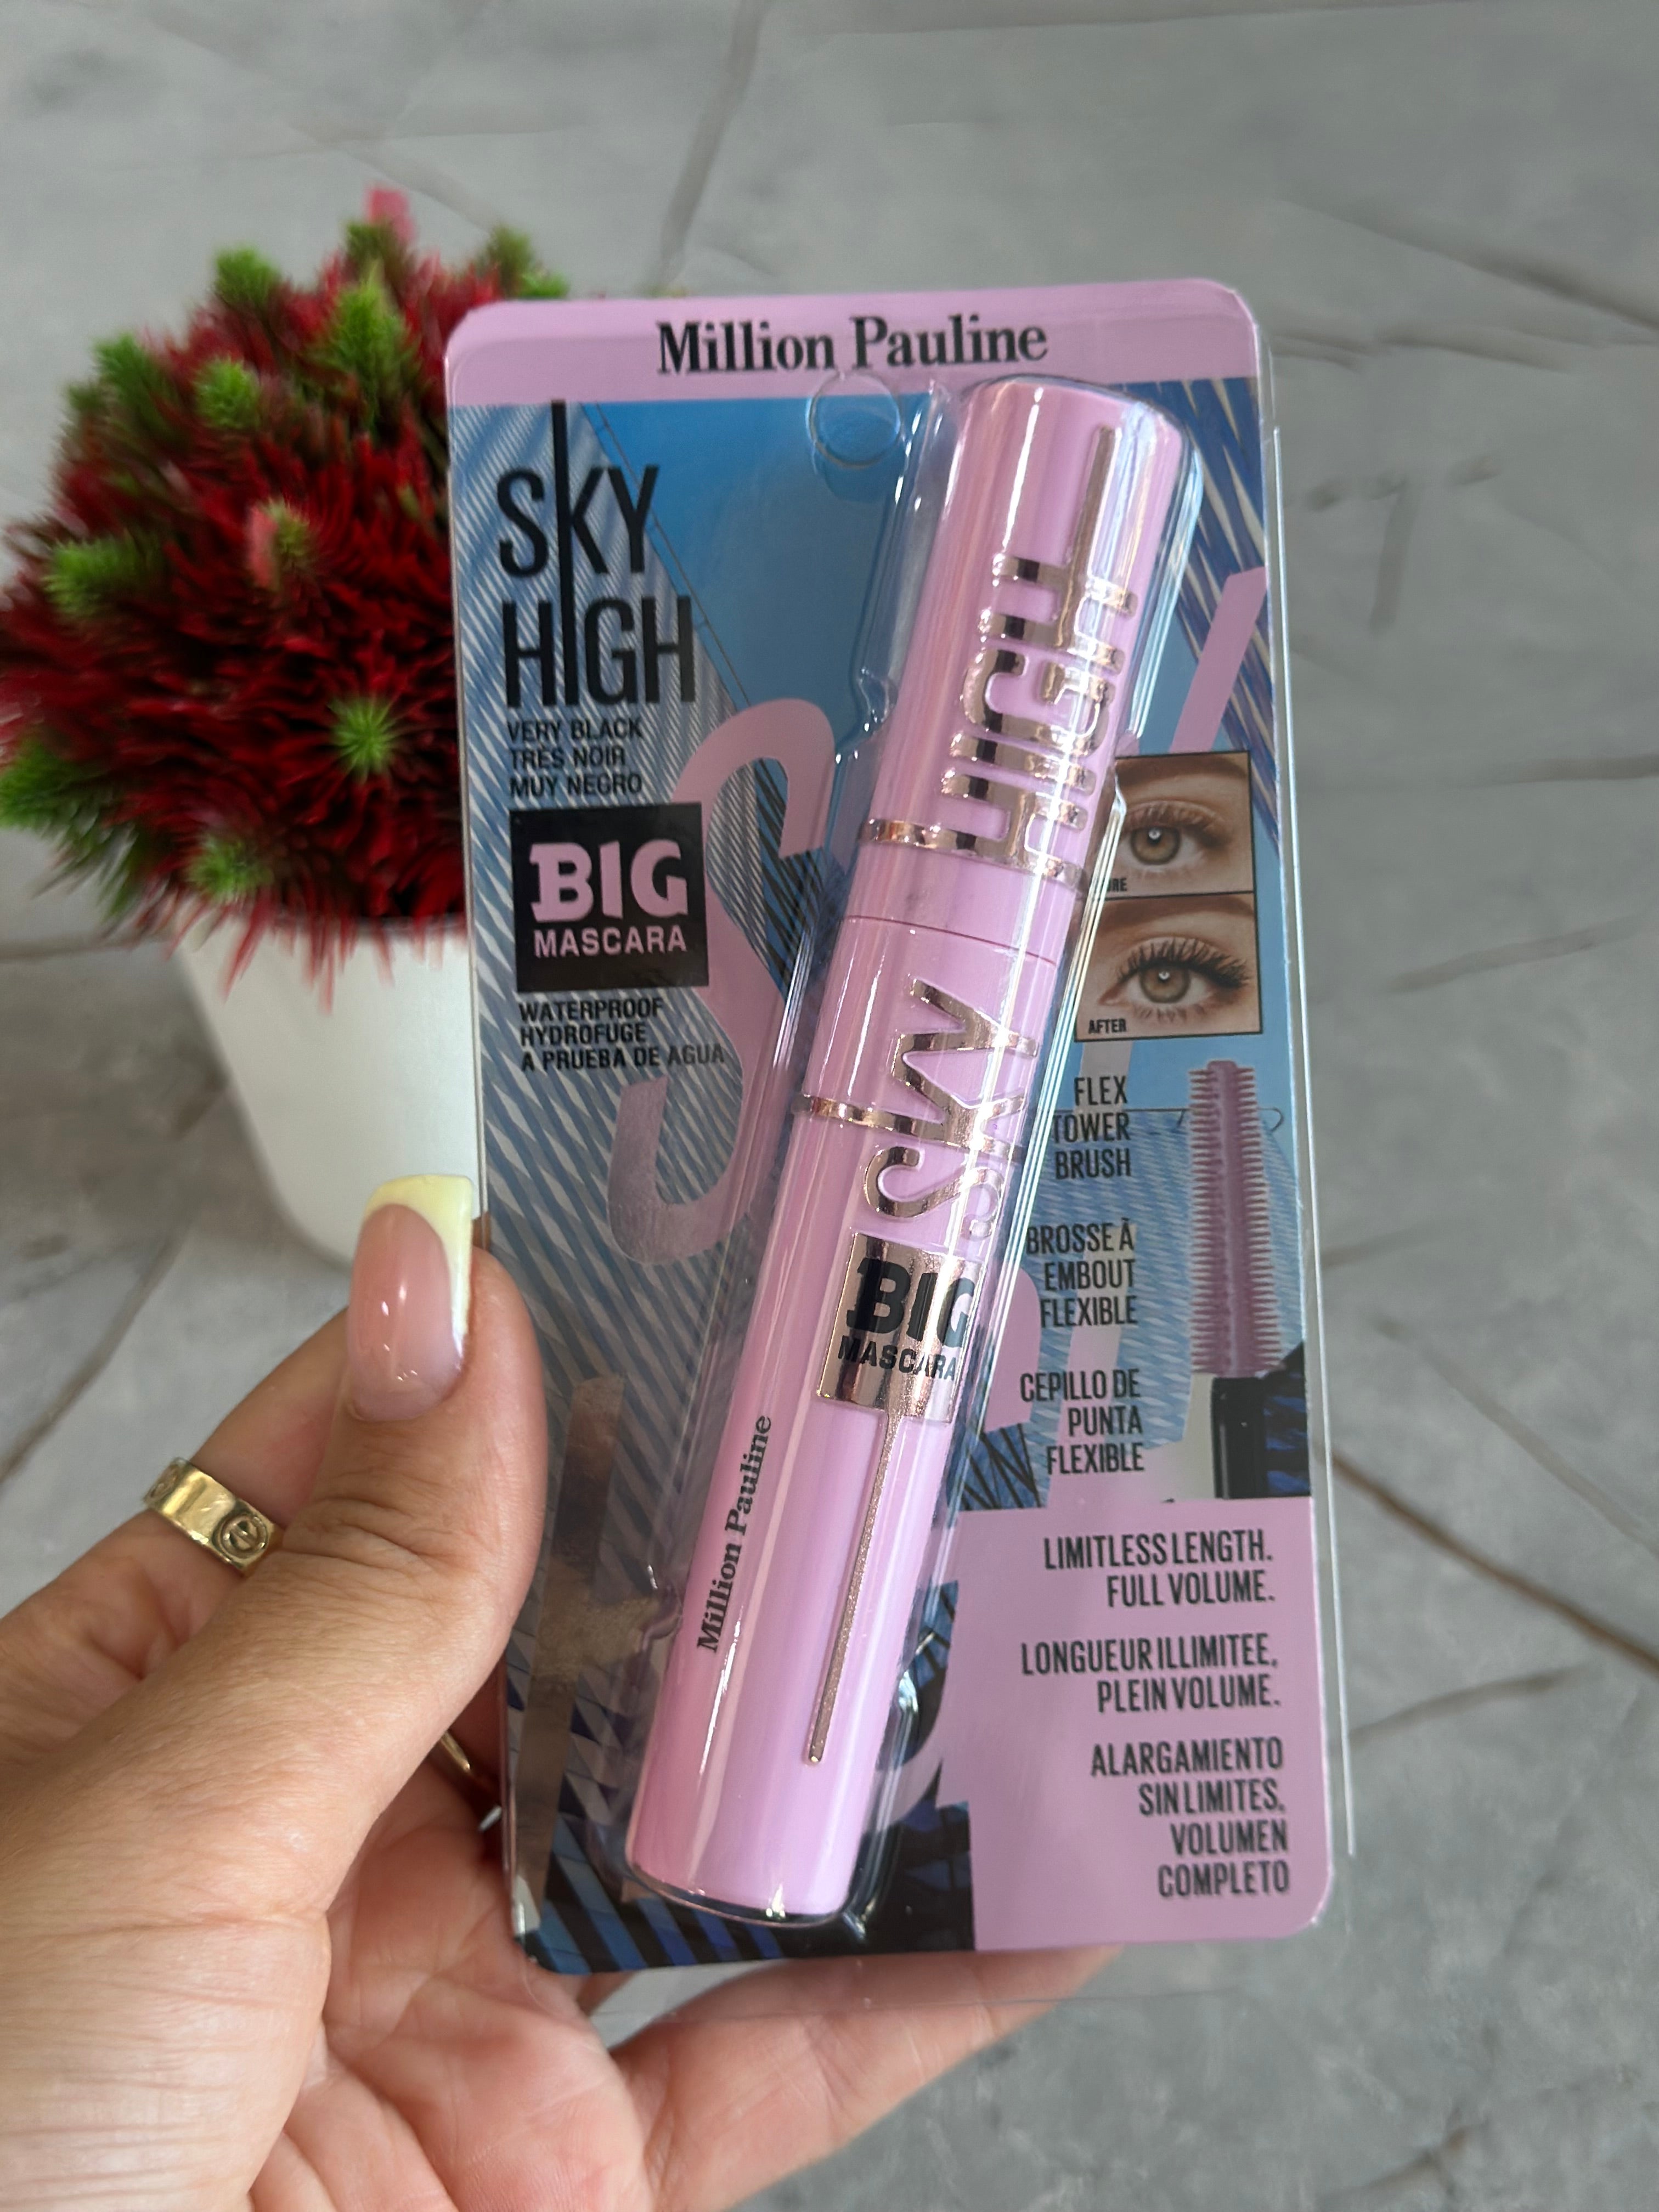 Million Pauline
SKY
HIGH
VERY BLACK
TRÈS NOIR
MUY NEGRO
BIG
MASCARA
WATERPROOF
HYDROFUGE
A PRUEBA DE AGUA
SKY HIGH
BIG
MASCARA
Million Pauline
AFTER
FLEX
TOWER
BRUSH
BROSSE À
EMBOUT
FLEXIBLE
CEPILLO DE
PUNTA
FLEXIBLE
LIMITLESS LENGTH.
FULL VOLUME.
LONGUEUR ILLIMITEE,
PLEIN VOLUME.
ALARGAMIENTO
SIN LIMITES,
VOLUMEN
COMPLETO